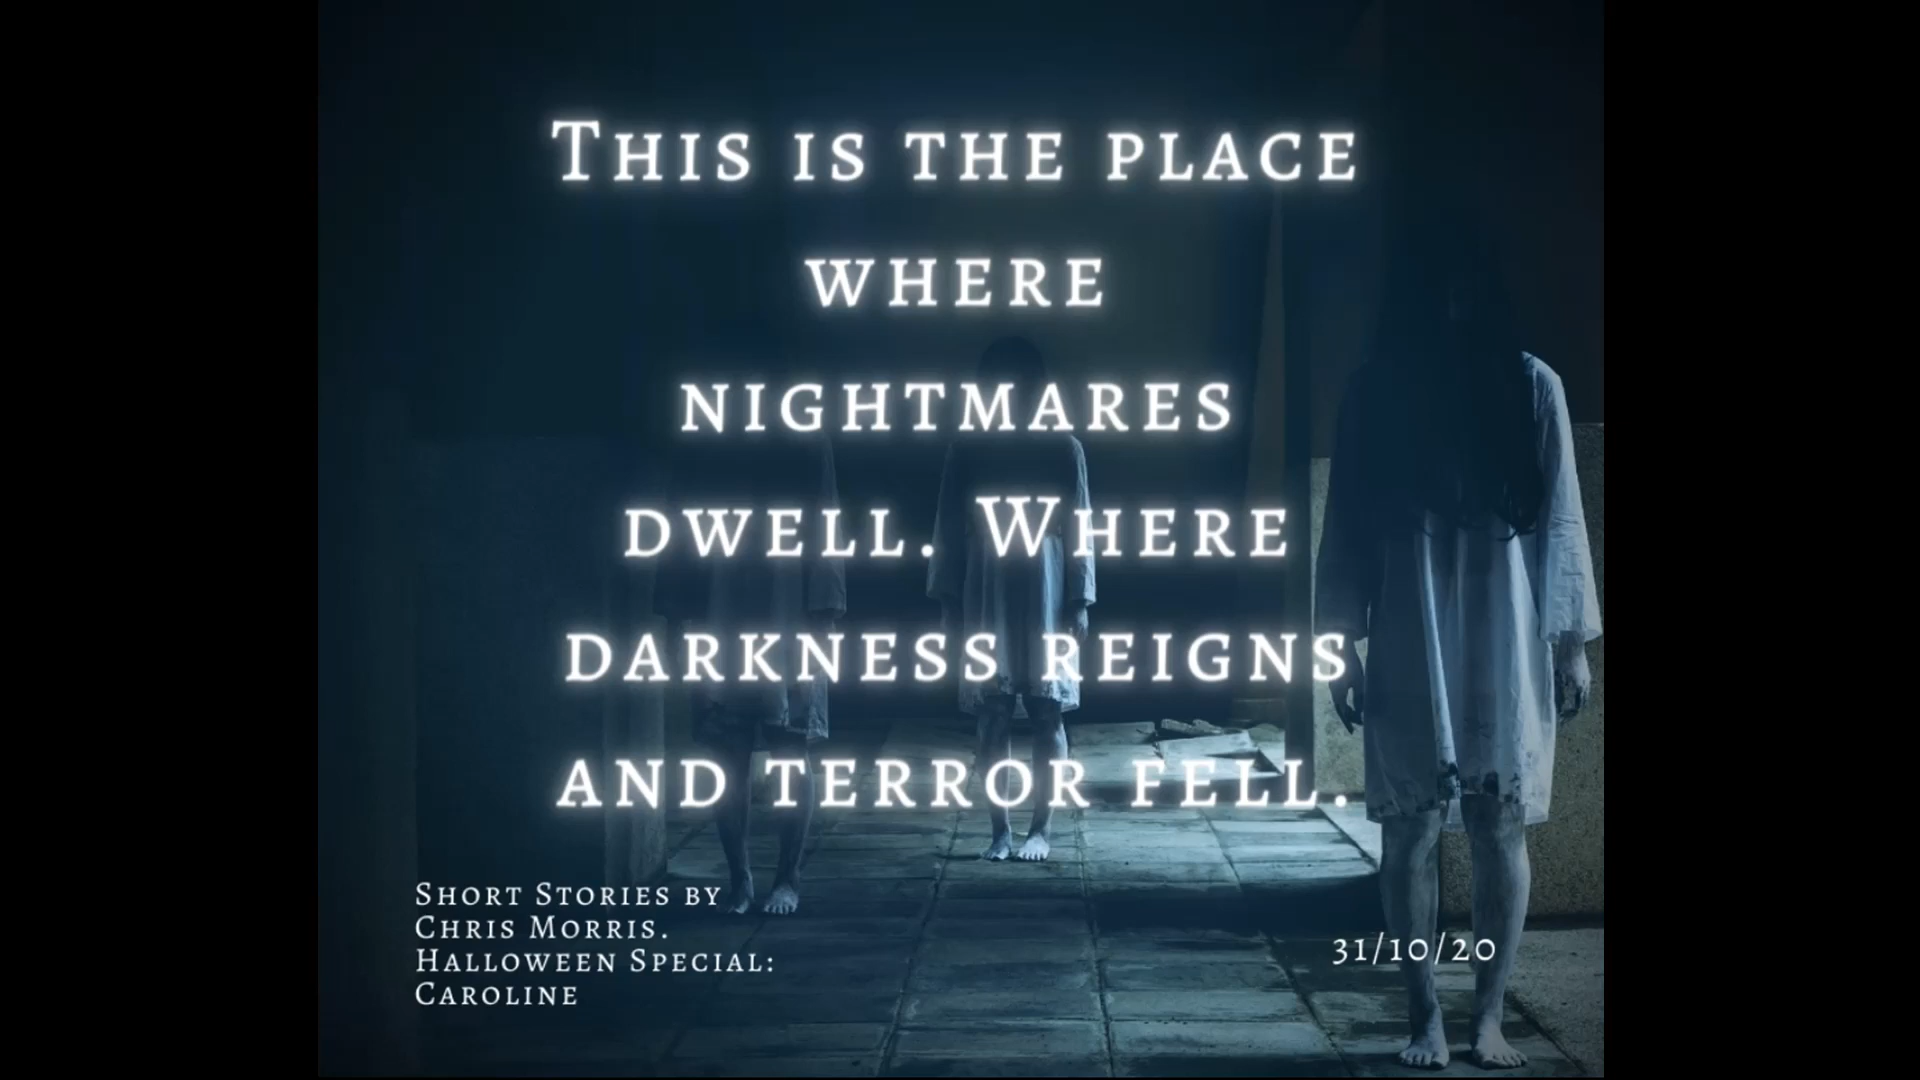 This is the place
where
nightmares
dwell. Where
darkness reigns
and terror fell.
Short Stories by
Chris Morris.
Halloween Special:
Caroline
31/10/20